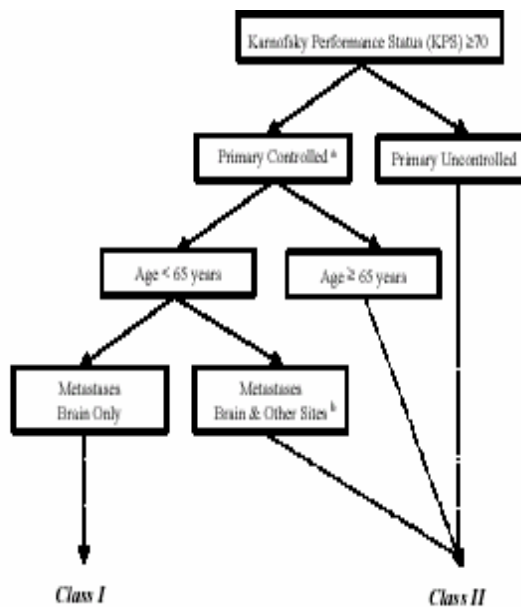 Karnofsky Performance Status (KPS) ≥70
Primary Controlled a
Primary Uncontrolled
Age < 65 years
Age ≥ 65 years
Metastases
Brain Only
Metastases
Brain & Other Sites b
Class I
Class II